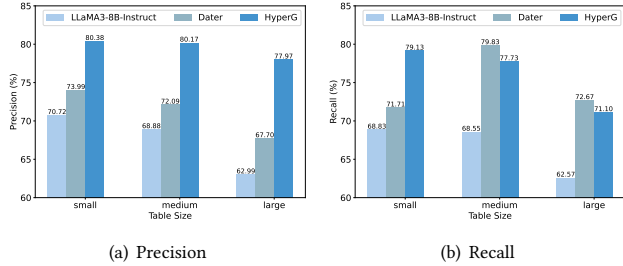 LLaMA3-8B-Instruct Dater HyperG
85
80
75
70
65
60
Precision (%)
70.72 73.99 80.38
68.88 72.09 80.17
62.99 67.70 77.97
small medium large
Table Size
(a) Precision
LLaMA3-8B-Instruct Dater HyperG
85
80
75
70
65
60
Recall (%)
68.83 71.71 79.13
68.55 79.83 77.73
62.57 72.67 71.10
small medium large
Table Size
(b) Recall